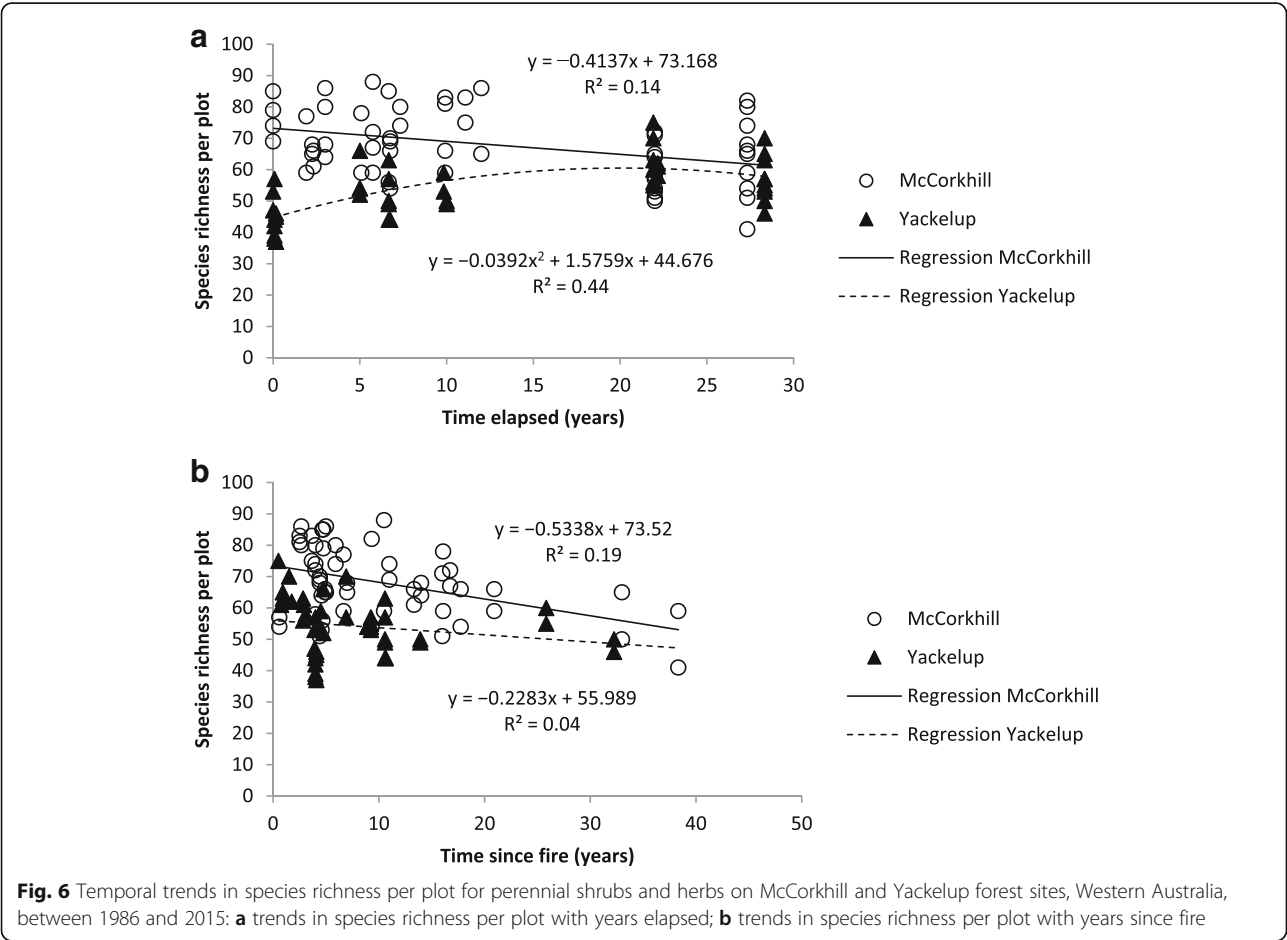 a
100
90
80
70
60
50
40
30
20
10
0
Species richness per plot
y = −0.4137x + 73.168
R² = 0.14
y = −0.0392x² + 1.5759x + 44.676
R² = 0.44
0 5 10 15 20 25 30
Time elapsed (years)
McCorkhill
Yackelup
Regression McCorkhill
Regression Yackelup
b
100
90
80
70
60
50
40
30
20
10
0
Species richness per plot
y = −0.5338x + 73.52
R² = 0.19
y = −0.2283x + 55.989
R² = 0.04
0 10 20 30 40 50
Time since fire (years)
McCorkhill
Yackelup
Regression McCorkhill
Regression Yackelup
Fig. 6 Temporal trends in species richness per plot for perennial shrubs and herbs on McCorkhill and Yackelup forest sites, Western Australia,
between 1986 and 2015: a trends in species richness per plot with years elapsed; b trends in species richness per plot with years since fire